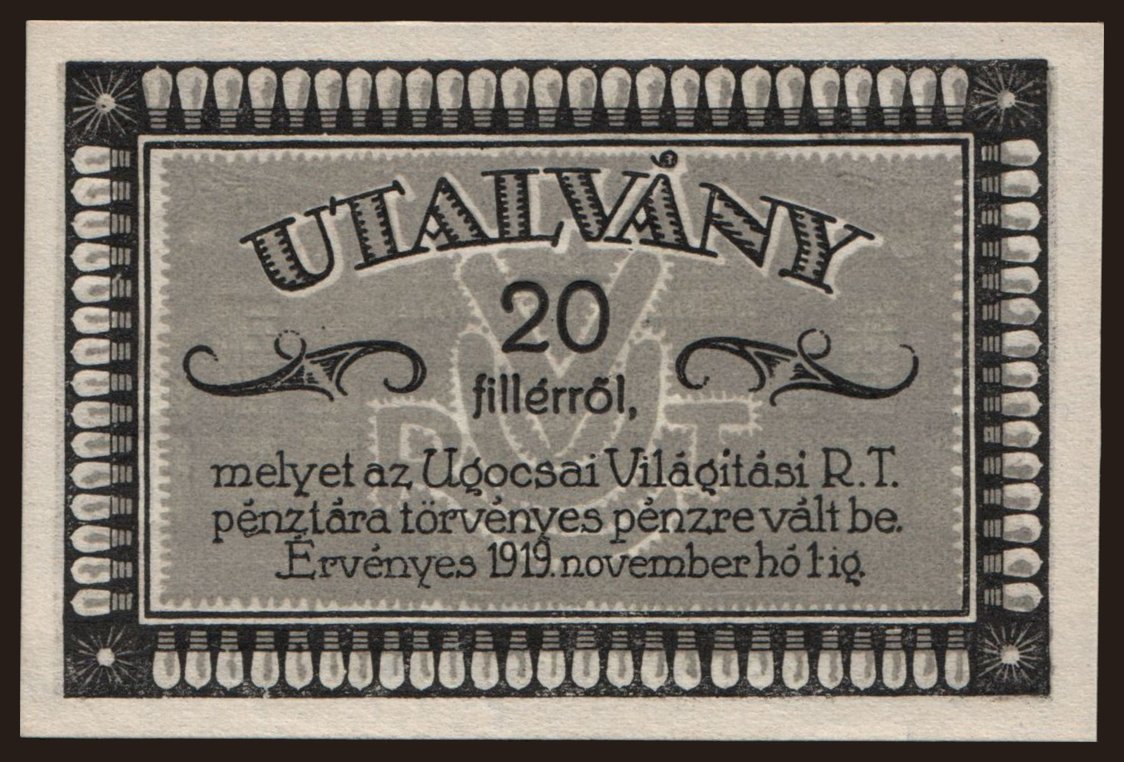 UTALVÁNY
20
fillérről,
melyet az Ugocsai Világitási R.T.
pénztára törvényes pénzre vált be.
Érvényes 1919. november hó 1-ig.
R V T